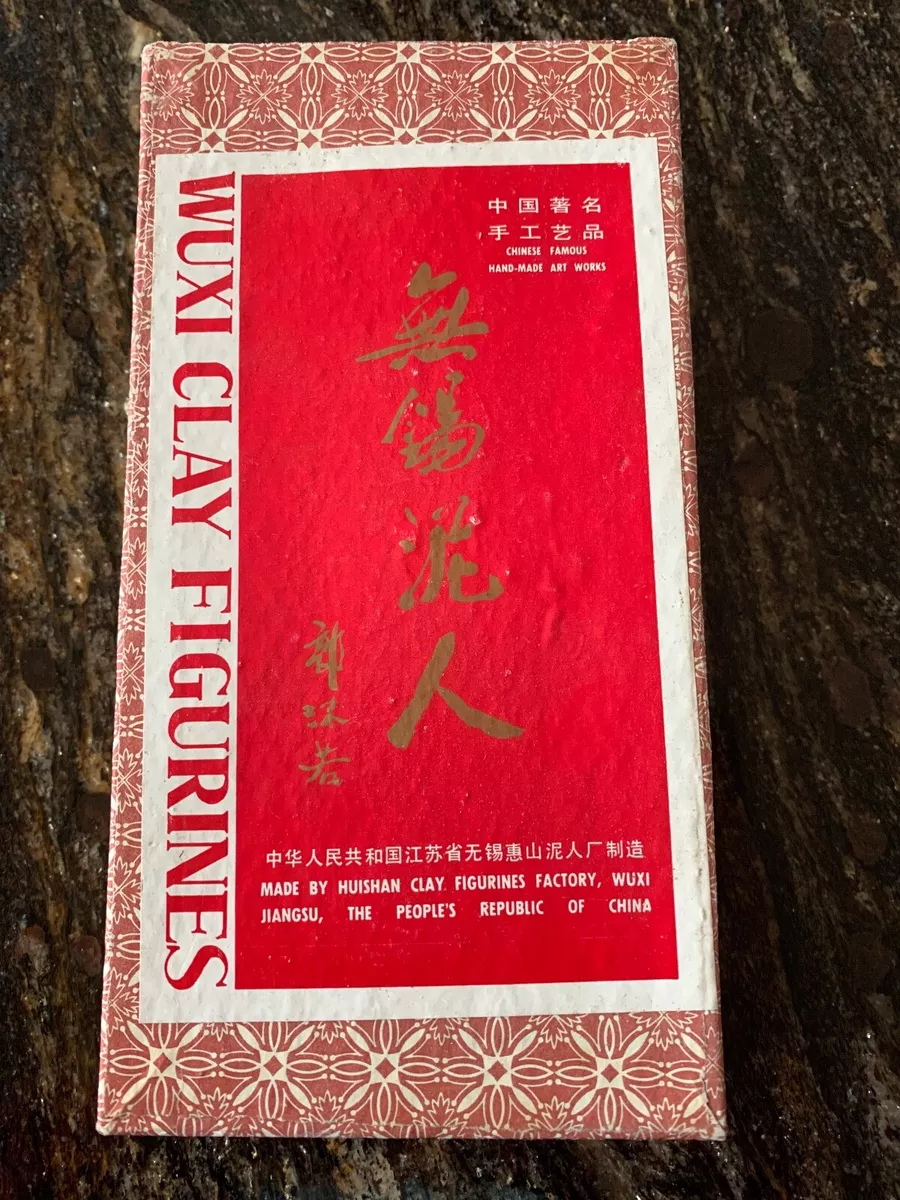 WUXI CLAY FIGURINES
中国著名
手工艺品
CHINESE FAMOUS
HAND-MADE ART WORKS
無錫泥人
郭沫若
中华人民共和国江苏省无锡惠山泥人厂制造
MADE BY HUISHAN CLAY FIGURINES FACTORY, WUXI
JIANGSU, THE PEOPLE'S REPUBLIC OF CHINA